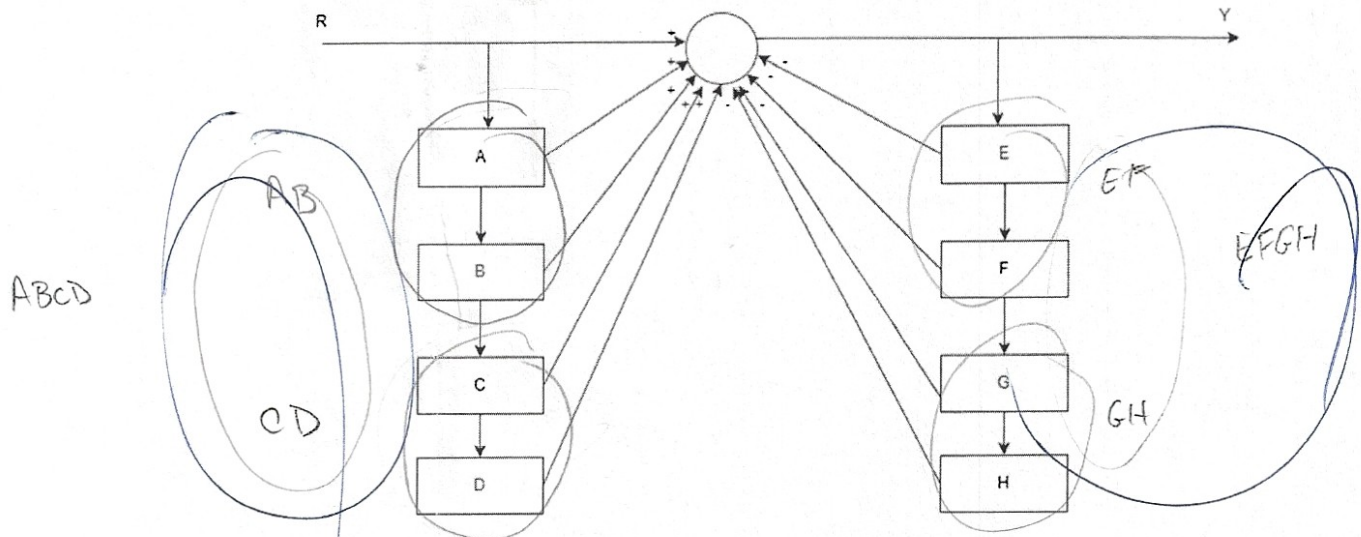 R
Y
+
+
+
+ +
-
-
-
-
A
B
C
D
E
F
G
H
AB
CD
ABCD
EF
GH
EFGH